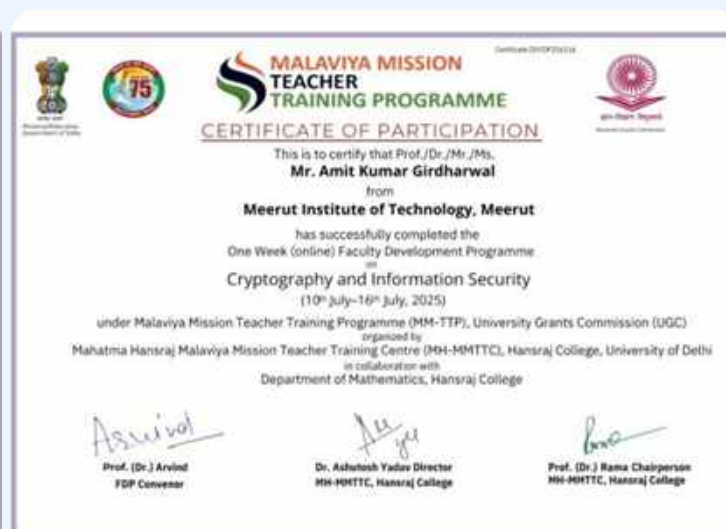 75
MALAVIYA MISSION
TEACHER
TRAINING PROGRAMME
CERTIFICATE OF PARTICIPATION
This is to certify that Prof./Dr./Mr./Ms.
Mr. Amit Kumar Girdharwal
from
Meerut Institute of Technology, Meerut
has successfully completed the
One Week (online) Faculty Development Programme
on
Cryptography and Information Security
(10th July-16th July, 2025)
under Malaviya Mission Teacher Training Programme (MM-TTP), University Grants Commission (UGC)
organized by
Mahatma Hansraj Malaviya Mission Teacher Training Centre (MH-MMTTC), Hansraj College, University of Delhi
in collaboration with
Department of Mathematics, Hansraj College
Arvind
Prof. (Dr.) Arvind
FDP Convenor
Dr. Ashutosh Yadav Director
MH-MMTTC, Hansraj College
Prof. (Dr.) Rama Chairperson
MH-MMTTC, Hansraj College